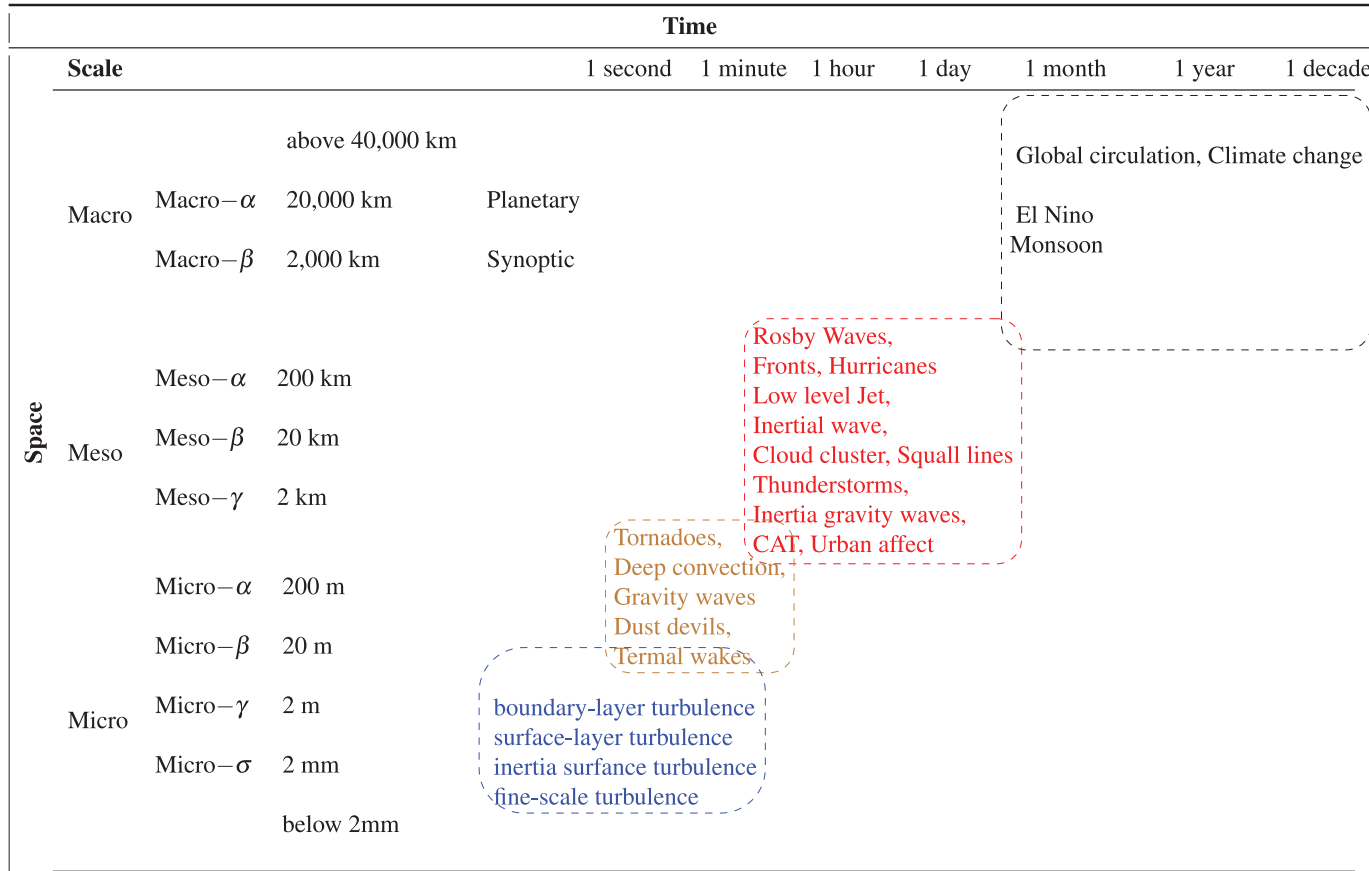 Time
Scale 1 second 1 minute 1 hour 1 day 1 month 1 year 1 decade
above 40,000 km
Global circulation, Climate change
Macro−α 20,000 km Planetary
Macro
El Nino
Monsoon
Macro−β 2,000 km Synoptic
Rosby Waves,
Fronts, Hurricanes
Meso−α 200 km
Low level Jet,
Inertial wave,
Space
Meso−β 20 km
Meso
Cloud cluster, Squall lines
Thunderstorms,
Meso−γ 2 km
Inertia gravity waves,
CAT, Urban affect
Tornadoes,
Deep convection,
Micro−α 200 m
Gravity waves
Dust devils,
Micro−β 20 m
Termal wakes
Micro−γ 2 m
boundary-layer turbulence
Micro
surface-layer turbulence
Micro−σ 2 mm
inertia surfance turbulence
fine-scale turbulence
below 2mm